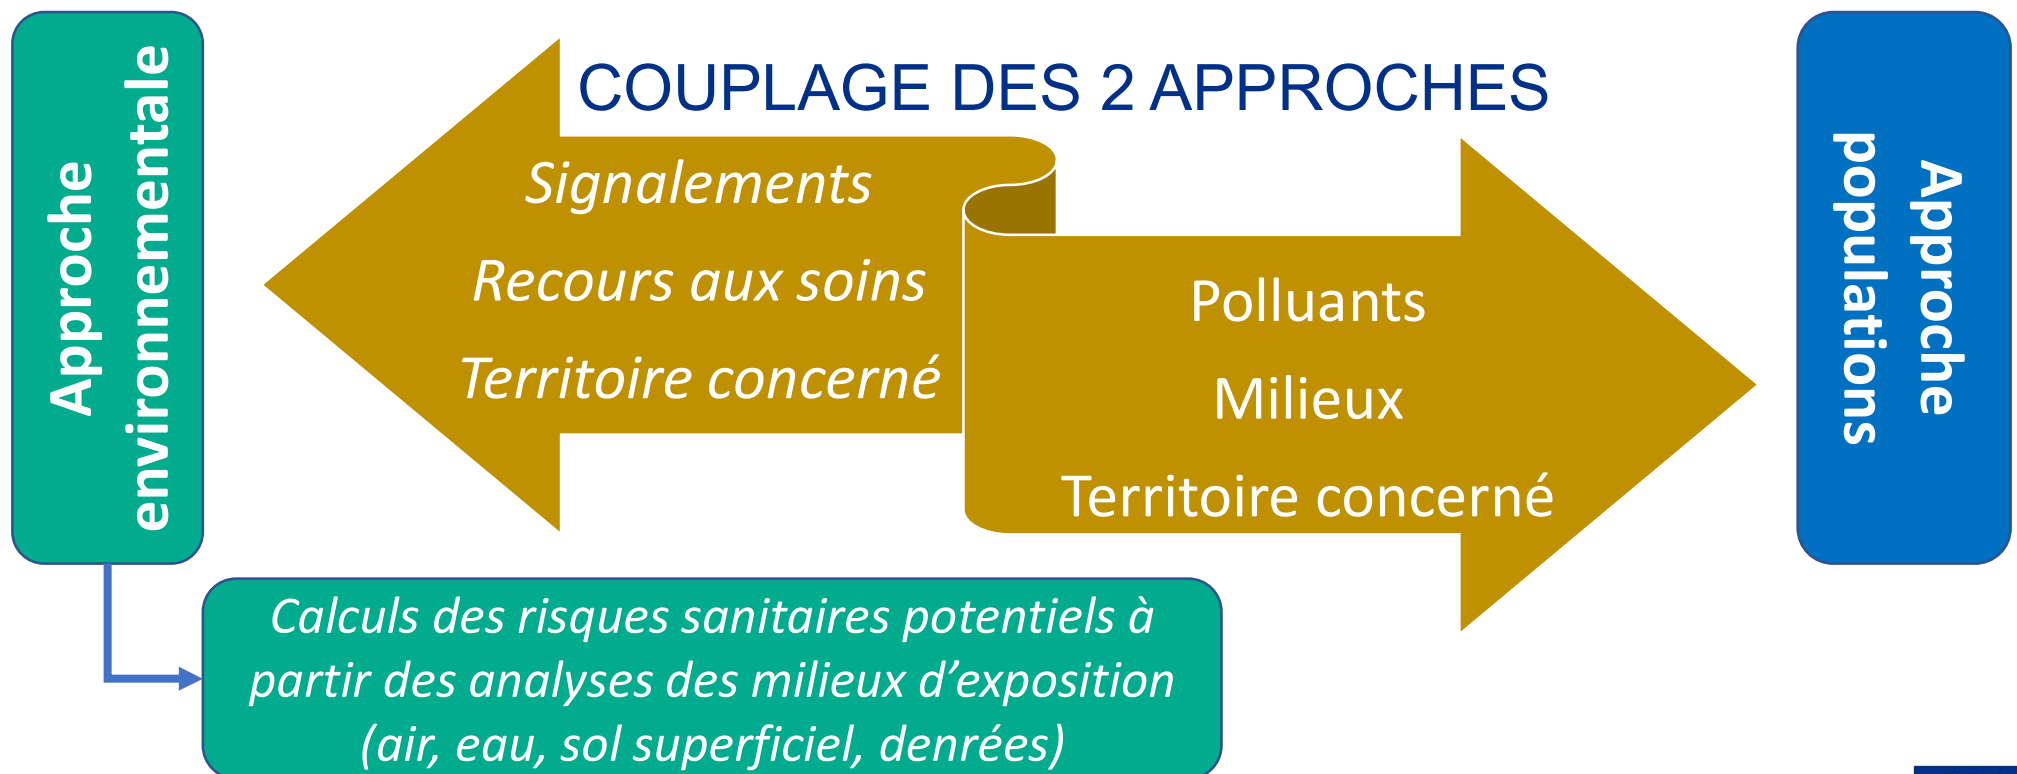 COUPLAGE DES 2 APPROCHES
Approche
environnementale
Signalements
Recours aux soins
Territoire concerné
Polluants
Milieux
Territoire concerné
Approche
populations
Calculs des risques sanitaires potentiels à
partir des analyses des milieux d’exposition
(air, eau, sol superficiel, denrées)